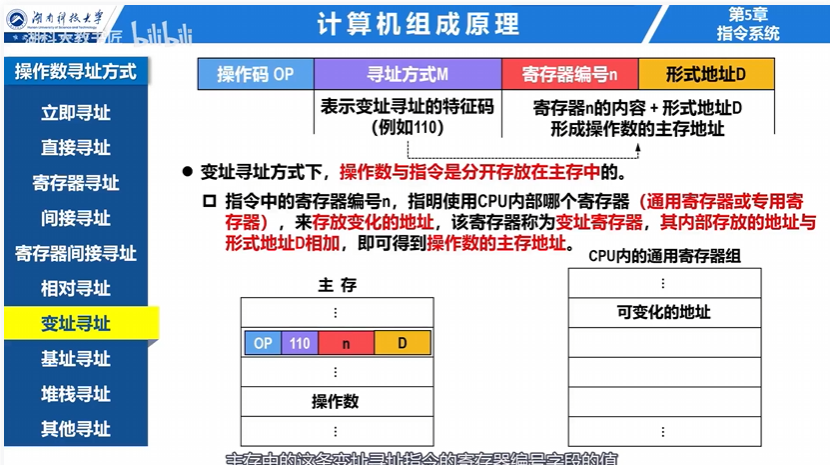 湖南科技大学
计算机组成原理
第5章
指令系统
bilibili
操作数寻址方式
立即寻址
直接寻址
寄存器寻址
间接寻址
寄存器间接寻址
相对寻址
变址寻址
基址寻址
堆栈寻址
其他寻址
操作码 OP 寻址方式M 寄存器编号n 形式地址D
表示变址寻址的特征码
(例如110)
寄存器n的内容 + 形式地址D
形成操作数的主存地址
● 变址寻址方式下，操作数与指令是分开存放在主存中的。
指令中的寄存器编号n，指明使用CPU内部哪个寄存器（通用寄存器或专用寄
存器），来存放变化的地址，该寄存器称为变址寄存器，其内部存放的地址与
形式地址D相加，即可得到操作数的主存地址。
主 存
⋮
OP 110 n D
⋮
操作数
⋮
CPU内的通用寄存器组
⋮
可变化的地址
⋮
主存中的这条变址寻址指令的寄存器编号字段的值